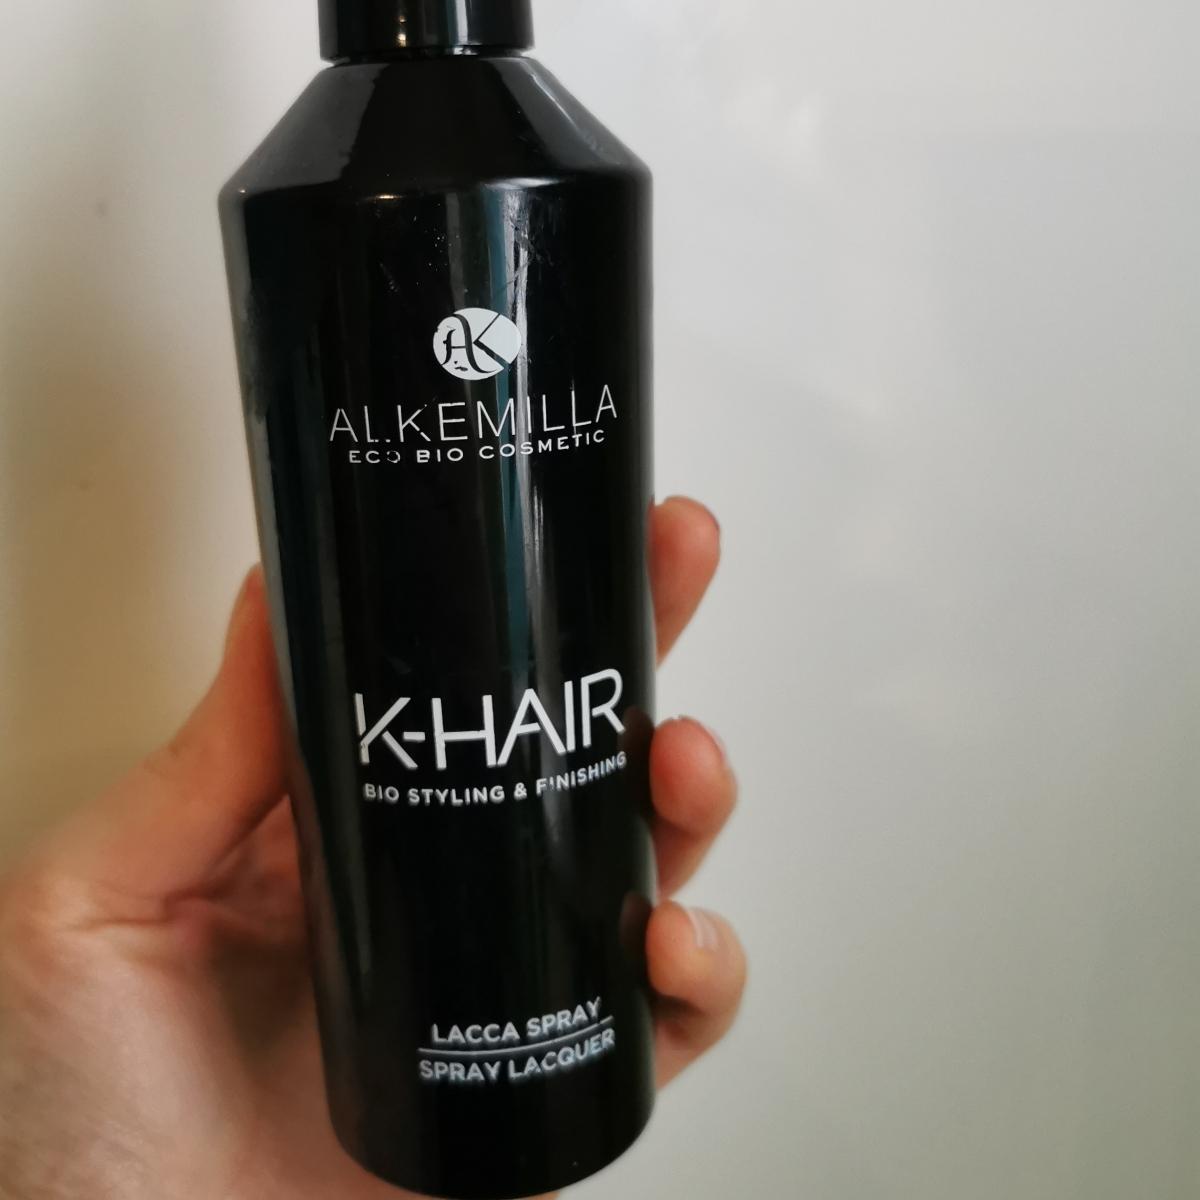 AK
ALKEMILLA
ECO BIO COSMETIC
K-HAIR
BIO STYLING & FINISHING
LACCA SPRAY
SPRAY LACQUER